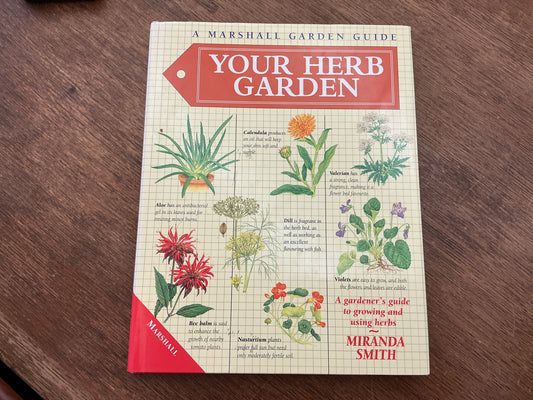 A MARSHALL GARDEN GUIDE
YOUR HERB
GARDEN
Calendula produces
an oil that will keep
your skin soft and
supple.
Valerian has
a strong, clean
fragrance, making it a
flower bed favourite.
Aloe has an antibacterial
gel in its leaves used for
treating minor burns.
Dill is fragrant in
the herb bed, as
well as working as
an excellent
flavouring with fish.
Violets are easy to grow, and both
the flowers and leaves are edible.
A gardener's guide
to growing and
using herbs
~
MIRANDA
SMITH
Bee balm is said
to enhance the
growth of nearby
tomato plants.
Nasturtium plants
prefer full sun but need
only moderately fertile soil.
MARSHALL